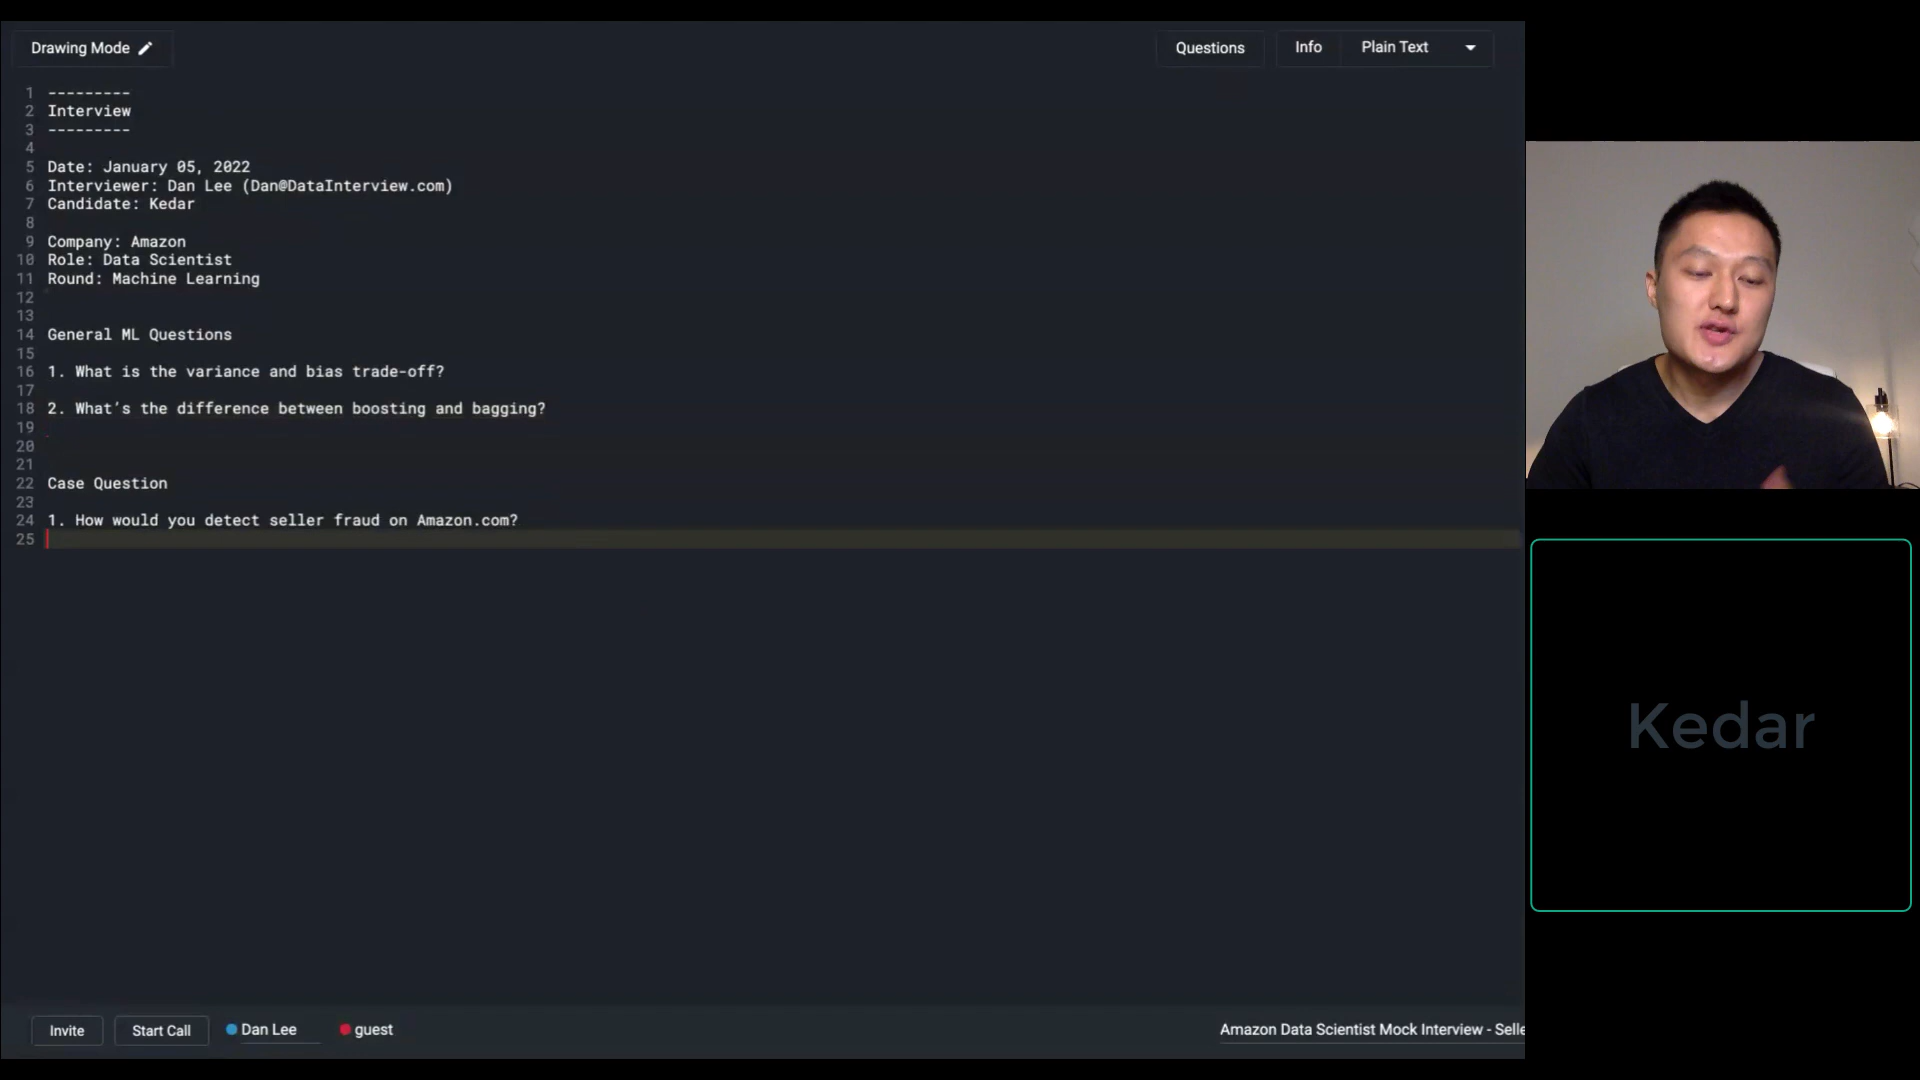 Drawing Mode
Questions
Info
Plain Text
1 ---------
2 Interview
3 ---------
4
5 Date: January 05, 2022
6 Interviewer: Dan Lee (Dan@DataInterview.com)
7 Candidate: Kedar
8
9 Company: Amazon
10 Role: Data Scientist
11 Round: Machine Learning
12
13
14 General ML Questions
15
16 1. What is the variance and bias trade-off?
17
18 2. What's the difference between boosting and bagging?
19
20
21
22 Case Question
23
24 1. How would you detect seller fraud on Amazon.com?
25
Kedar
Invite
Start Call
Dan Lee
guest
Amazon Data Scientist Mock Interview - Selle